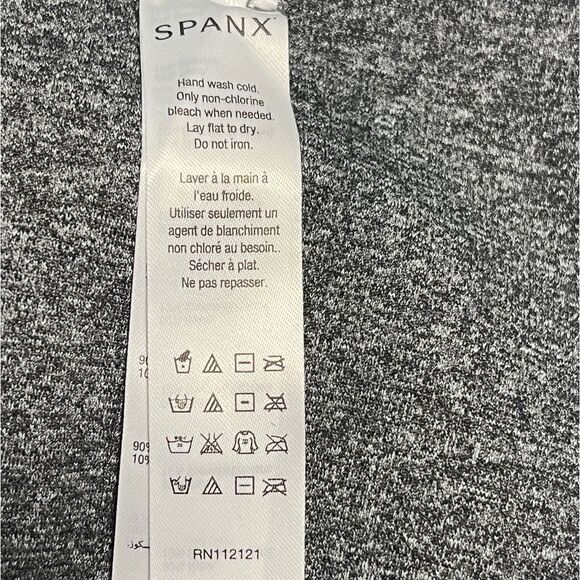 SPANX
Hand wash cold.
Only non-chlorine
bleach when needed.
Lay flat to dry.
Do not iron.
Laver à la main à
l'eau froide.
Utiliser seulement un
agent de blanchiment
non chloré au besoin..
Sécher à plat.
Ne pas repasser.
90%
10%
RN112121